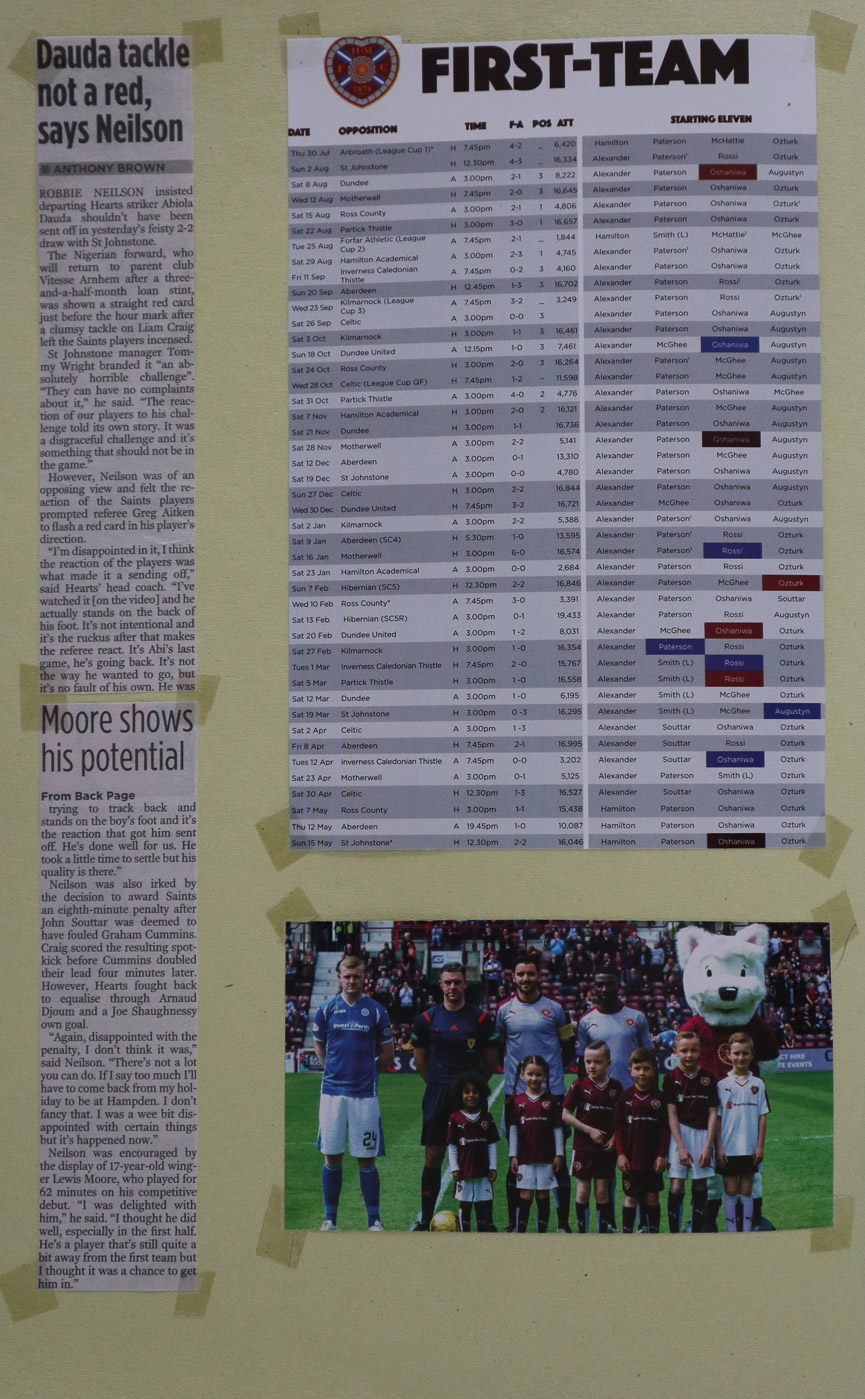 Dauda tackle
not a red,
says Neilson
ANTHONY BROWN
ROBBIE NEILSON insisted
departing Hearts striker Abiola
Dauda shouldn't have been
sent off in yesterday's feisty 2-2
draw with St Johnstone.
The Nigerian forward, who
will return to parent club
Vitesse Arnhem after a three-
and-a-half-month loan stint,
was shown a straight red card
just before the hour mark after
a clumsy tackle on Liam Craig
left the Saints players incensed.
St Johnstone manager Tom-
my Wright branded it "an ab-
solutely horrible challenge".
"They can have no complaints
about it," he said. "The reac-
tion of our players to his chal-
lenge told its own story. It was
a disgraceful challenge and it's
something that should not be in
the game."
However, Neilson was of an
opposing view and felt the re-
action of the Saints players
prompted referee Greg Aitken
to flash a red card in his player's
direction.
"I'm disappointed in it, I think
the reaction of the players was
what made it a sending off,"
said Hearts' head coach. "I've
watched it [on the video] and he
actually stands on the back of
his foot. It's not intentional and
it's the ruckus after that makes
the referee react. It's Abi's last
game, he's going back. It's not
the way he wanted to go, but
it's no fault of his own. He was
Moore shows
his potential
From Back Page
trying to track back and
stands on the boy's foot and it's
the reaction that got him sent
off. He's done well for us. He
took a little time to settle but his
quality is there."
Neilson was also irked by
the decision to award Saints
an eighth-minute penalty after
John Souttar was deemed to
have fouled Graham Cummins.
Craig scored the resulting spot-
kick before Cummins doubled
their lead four minutes later.
However, Hearts fought back
to equalise through Arnaud
Djoum and a Joe Shaughnessy
own goal.
"Again, disappointed with the
penalty, I don't think it was,"
said Neilson. "There's not a lot
you can do. If I say too much I'll
have to come back from my hol-
iday to be at Hampden. I don't
fancy that. I was a wee bit dis-
appointed with certain things
but it's happened now."
Neilson was encouraged by
the display of 17-year-old wing-
er Lewis Moore, who played for
62 minutes on his competitive
debut. "I was delighted with
him," he said. "I thought he did
well, especially in the first half.
He's a player that's still quite a
bit away from the first team but
I thought it was a chance to get
him in."
H M
F C
1874
FIRST-TEAM
DATE OPPOSITION TIME F-A POS ATT STARTING ELEVEN
Thu 30 Jul Arbroath (League Cup 1)* H 7.45pm 4-2 _ 6,420 Hamilton Paterson McHattie Ozturk
Sun 2 Aug St Johnstone H 12.30pm 4-3 _ 16,334 Alexander Paterson¹ Rossi Ozturk
Sat 8 Aug Dundee A 3.00pm 2-1 3 8,222 Alexander Paterson Oshaniwa Augustyn
Wed 12 Aug Motherwell H 7.45pm 2-0 3 16,645 Alexander Paterson Oshaniwa Ozturk
Sat 15 Aug Ross County A 3.00pm 2-1 1 4,806 Alexander Paterson Oshaniwa Ozturk¹
Sat 22 Aug Partick Thistle H 3.00pm 3-0 1 16,657 Alexander Paterson Oshaniwa Ozturk
Tue 25 Aug Forfar Athletic (League Cup 2) A 7.45pm 2-1 _ 1,844 Hamilton Smith (L) McHattie¹ McGhee
Sat 29 Aug Hamilton Academical A 3.00pm 2-3 1 4,745 Alexander Paterson¹ Oshaniwa Ozturk
Fri 11 Sep Inverness Caledonian Thistle A 7.45pm 0-2 3 4,160 Alexander Paterson Oshaniwa Ozturk
Sun 20 Sep Aberdeen H 12.45pm 1-3 3 16,702 Alexander Paterson Rossi¹ Ozturk
Wed 23 Sep Kilmarnock (League Cup 3) A 7.45pm 3-2 _ 3,249 Alexander Paterson Rossi Ozturk¹
Sat 26 Sep Celtic A 3.00pm 0-0 3 Alexander Paterson Oshaniwa Augustyn
Sat 3 Oct Kilmarnock H 3.00pm 1-1 3 16,461 Alexander Paterson Oshaniwa Augustyn
Sun 18 Oct Dundee United A 12.15pm 1-0 3 7,461 Alexander McGhee Oshaniwa Augustyn
Sat 24 Oct Ross County H 3.00pm 2-0 3 16,264 Alexander Paterson¹ McGhee Augustyn
Wed 28 Oct Celtic (League Cup QF) H 7.45pm 1-2 - 11,598 Alexander Paterson McGhee Augustyn
Sat 31 Oct Partick Thistle A 3.00pm 4-0 2 4,776 Alexander Paterson Oshaniwa McGhee
Sat 7 Nov Hamilton Academical H 3.00pm 2-0 2 16,121 Alexander Paterson McGhee Augustyn
Sat 21 Nov Dundee H 3.00pm 1-1 16,736 Alexander Paterson Oshaniwa Augustyn
Sat 28 Nov Motherwell A 3.00pm 2-2 5,141 Alexander Paterson Oshaniwa Augustyn
Sat 12 Dec Aberdeen A 3.00pm 0-1 13,310 Alexander Paterson McGhee Augustyn
Sat 19 Dec St Johnstone A 3.00pm 0-0 4,780 Alexander Paterson Oshaniwa Augustyn
Sun 27 Dec Celtic H 3.00pm 2-2 16,844 Alexander Paterson Oshaniwa Augustyn
Wed 30 Dec Dundee United H 7.45pm 3-2 16,721 Alexander McGhee Oshaniwa Ozturk
Sat 2 Jan Kilmarnock A 3.00pm 2-2 5,388 Alexander Paterson¹ Oshaniwa Augustyn
Sat 9 Jan Aberdeen (SC4) H 5.30pm 1-0 13,595 Alexander Paterson¹ Rossi Ozturk
Sat 16 Jan Motherwell H 3.00pm 6-0 16,574 Alexander Paterson¹ Rossi Ozturk
Sat 23 Jan Hamilton Academical A 3.00pm 0-0 2,684 Alexander Paterson Rossi Ozturk
Sun 7 Feb Hibernian (SC5) H 12.30pm 2-2 16,846 Alexander Paterson McGhee Ozturk
Wed 10 Feb Ross County* A 7.45pm 3-0 3,391 Alexander Paterson Oshaniwa Souttar
Sat 13 Feb Hibernian (SC5R) A 3.00pm 0-1 19,433 Alexander Paterson Rossi Augustyn
Sat 20 Feb Dundee United A 3.00pm 1-2 8,031 Alexander McGhee Oshaniwa Ozturk
Sat 27 Feb Kilmarnock H 3.00pm 1-0 16,354 Alexander Paterson Rossi Ozturk
Tues 1 Mar Inverness Caledonian Thistle H 7.45pm 2-0 15,767 Alexander Smith (L) Rossi Ozturk
Sat 5 Mar Partick Thistle H 3.00pm 1-0 16,558 Alexander Smith (L) Rossi Ozturk
Sat 12 Mar Dundee A 3.00pm 1-0 6,195 Alexander Smith (L) McGhee Ozturk
Sat 19 Mar St Johnstone H 3.00pm 0-3 16,295 Alexander Smith (L) McGhee Augustyn
Sat 2 Apr Celtic A 3.00pm 1-3 Alexander Souttar Oshaniwa Ozturk
Fri 8 Apr Aberdeen H 7.45pm 2-1 16,995 Alexander Souttar Rossi Ozturk
Tues 12 Apr Inverness Caledonian Thistle A 7.45pm 0-0 3,202 Alexander Souttar Oshaniwa Ozturk
Sat 23 Apr Motherwell A 3.00pm 0-1 5,125 Alexander Paterson Smith (L) Ozturk
Sat 30 Apr Celtic H 12.30pm 1-3 16,527 Alexander Souttar Oshaniwa Ozturk
Sat 7 May Ross County H 3.00pm 1-1 15,438 Hamilton Paterson Oshaniwa Ozturk
Thu 12 May Aberdeen A 19.45pm 1-0 10,087 Hamilton Paterson Oshaniwa Ozturk
Sun 15 May St Johnstone* H 12.30pm 2-2 16,046 Hamilton Paterson Oshaniwa Ozturk
Invest in Perth
24